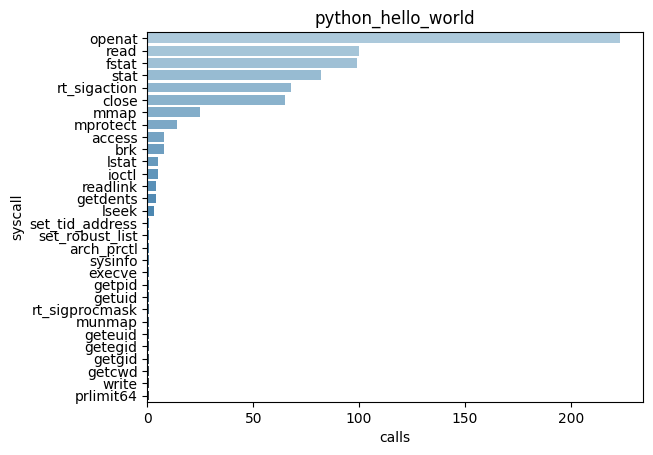 python_hello_world
openat
read
fstat
stat
rt_sigaction
close
mmap
mprotect
access
brk
lstat
ioctl
readlink
getdents
lseek
set_tid_address
set_robust_list
arch_prctl
sysinfo
execve
getpid
getuid
rt_sigprocmask
munmap
geteuid
getegid
getgid
getcwd
write
prlimit64
syscall
0 50 100 150 200
calls